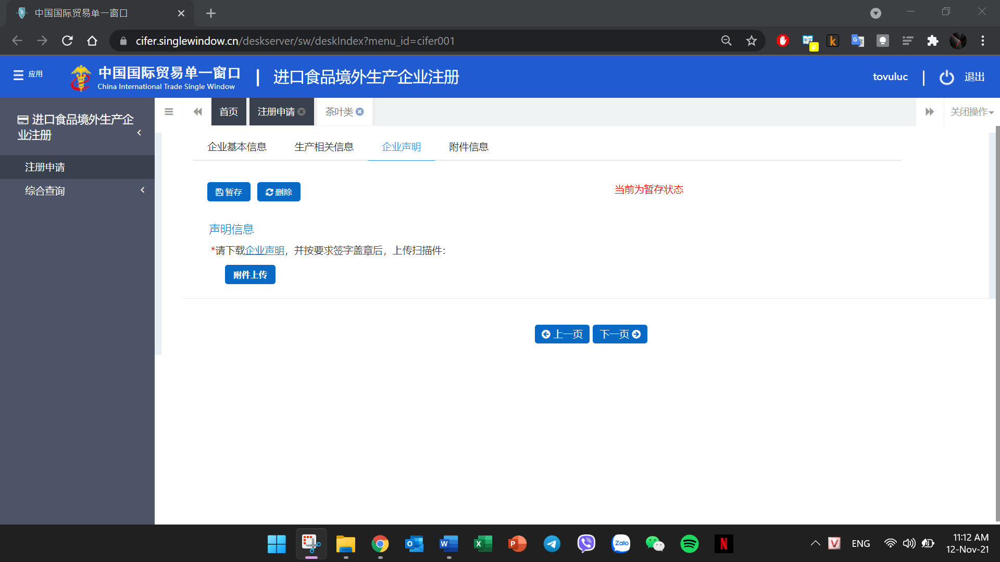 中国国际贸易单一窗口
cifer.singlewindow.cn/deskserver/sw/deskIndex?menu_id=cifer001
应用
中国国际贸易单一窗口
China International Trade Single Window
进口食品境外生产企业注册
tovuluc
退出
进口食品境外生产企
业注册
注册申请
综合查询
首页
注册申请
茶叶类
关闭操作
企业基本信息
生产相关信息
企业声明
附件信息
暂存
删除
当前为暂存状态
声明信息
*请下载企业声明，并按要求签字盖章后，上传扫描件：
附件上传
上一页
下一页
Zalo
ENG
11:12 AM
12-Nov-21